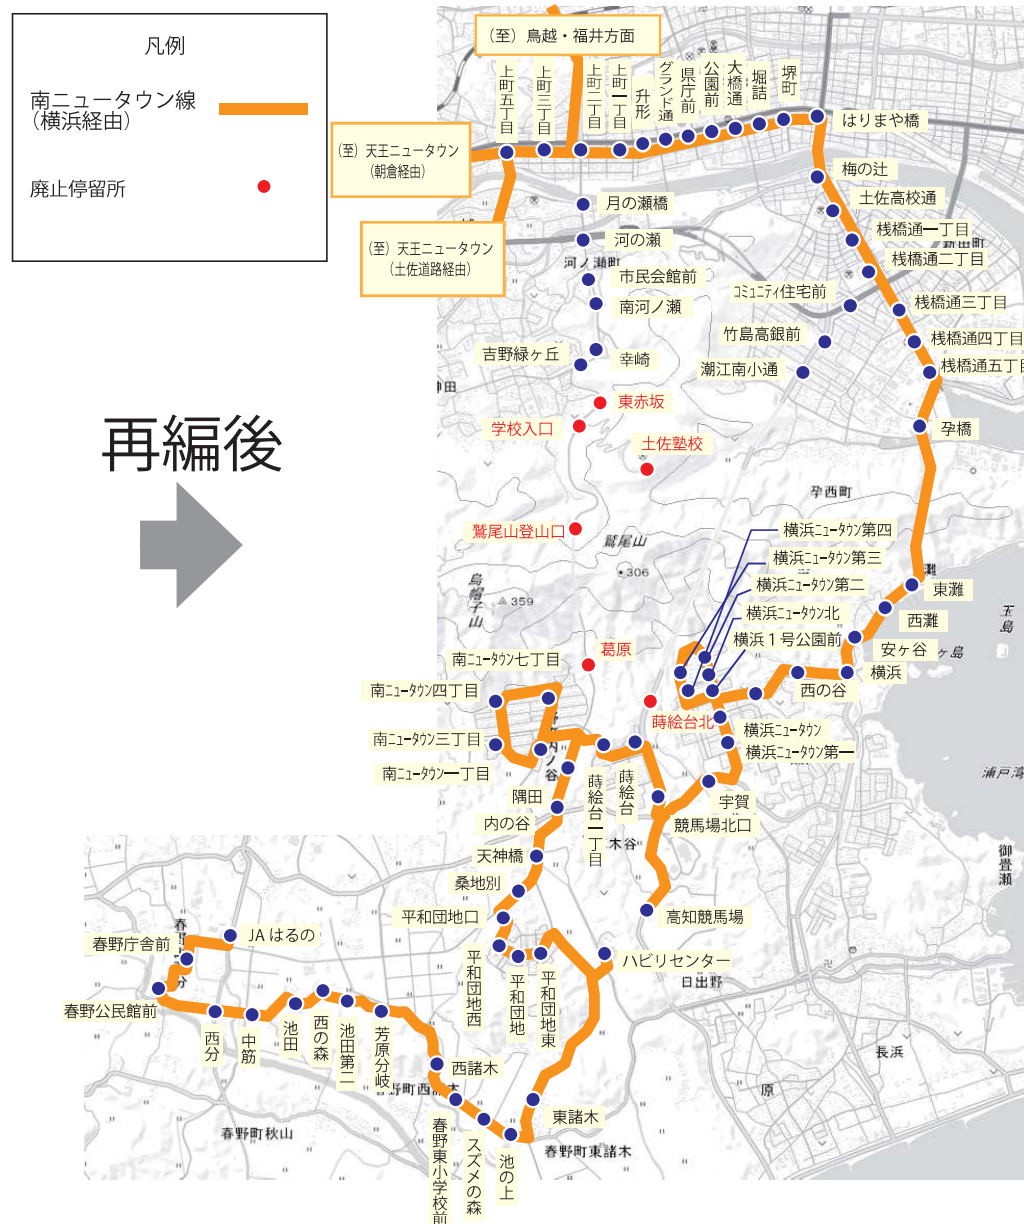 凡例
南ニュータウン線
（横浜経由）
廃止停留所
再編後
（至）鳥越・福井方面
（至）天王ニュータウン
（朝倉経由）
（至）天王ニュータウン
（土佐道路経由）
上町五丁目
上町三丁目
上町二丁目
上町一丁目
升形
グランド通
県庁前
公園前
大橋通
堀詰
堺町
はりまや橋
梅の辻
土佐高校通
桟橋通一丁目
桟橋通二丁目
桟橋通三丁目
桟橋通四丁目
桟橋通五丁目
月の瀬橋
河の瀬
河ノ瀬町
市民会館前
南河ノ瀬
コミュニティ住宅前
竹島高銀前
潮江南小通
吉野緑ヶ丘
幸崎
神田
東赤坂
学校入口
土佐塾校
孕橋
孕西町
鷲尾山登山口
鷲尾山
306
烏帽子山
359
横浜ニュータウン第四
横浜ニュータウン第三
横浜ニュータウン第二
横浜ニュータウン北
横浜１号公園前
灘
東灘
西灘
安ヶ谷
ヶ島
玉島
横浜
西の谷
葛原
蒔絵台北
南ニュータウン七丁目
南ニュータウン四丁目
南ニュータウン三丁目
南ニュータウン一丁目
横浜ニュータウン
横浜ニュータウン第一
浦戸湾
隅田
内の谷
蒔絵台一丁目
蒔絵台
宇賀
競馬場北口
木谷
御畳瀬
天神橋
桑地別
平和団地口
高知競馬場
JAはるの
春野庁舎前
春野公民館前
平和団地西
平和団地
平和団地東
ハビリセンター
日出野
西分
中筋
池田
西の森
池田第二
芳原分岐
西諸木
春野町西諸木
長浜
原
春野町秋山
春野東小学校前
スズメの森
池の上
東諸木
春野町東諸木